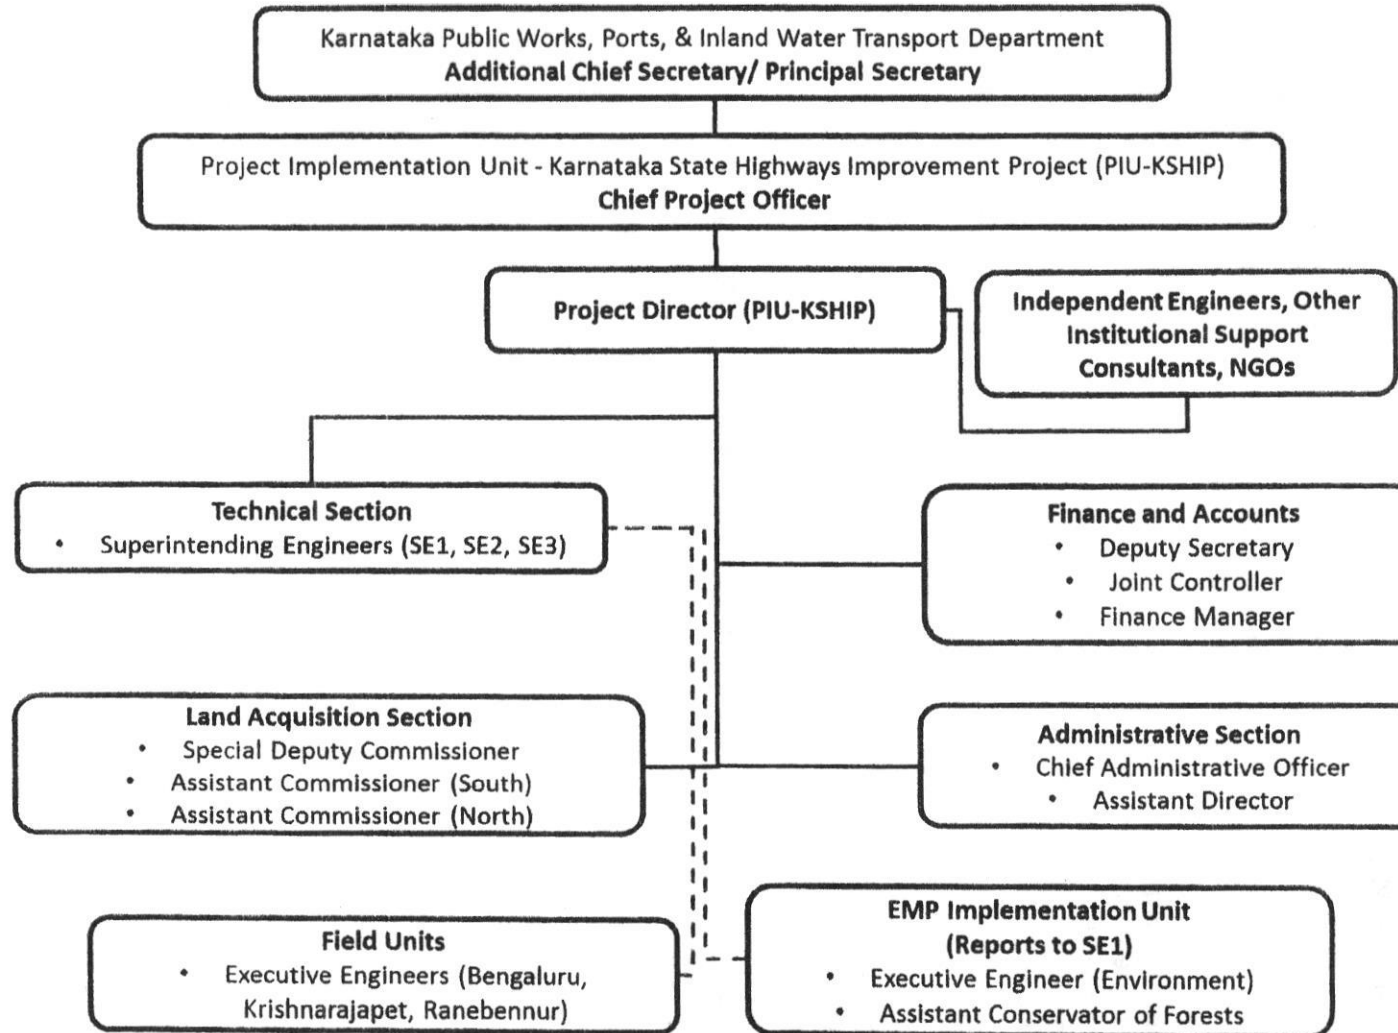 Karnataka Public Works, Ports, & Inland Water Transport Department
Additional Chief Secretary/ Principal Secretary
Project Implementation Unit - Karnataka State Highways Improvement Project (PIU-KSHIP)
Chief Project Officer
Project Director (PIU-KSHIP)
Independent Engineers, Other
Institutional Support
Consultants, NGOs
Technical Section
• Superintending Engineers (SE1, SE2, SE3)
Finance and Accounts
• Deputy Secretary
• Joint Controller
• Finance Manager
Land Acquisition Section
• Special Deputy Commissioner
• Assistant Commissioner (South)
• Assistant Commissioner (North)
Administrative Section
• Chief Administrative Officer
• Assistant Director
Field Units
• Executive Engineers (Bengaluru,
Krishnarajapet, Ranebennur)
EMP Implementation Unit
(Reports to SE1)
• Executive Engineer (Environment)
• Assistant Conservator of Forests